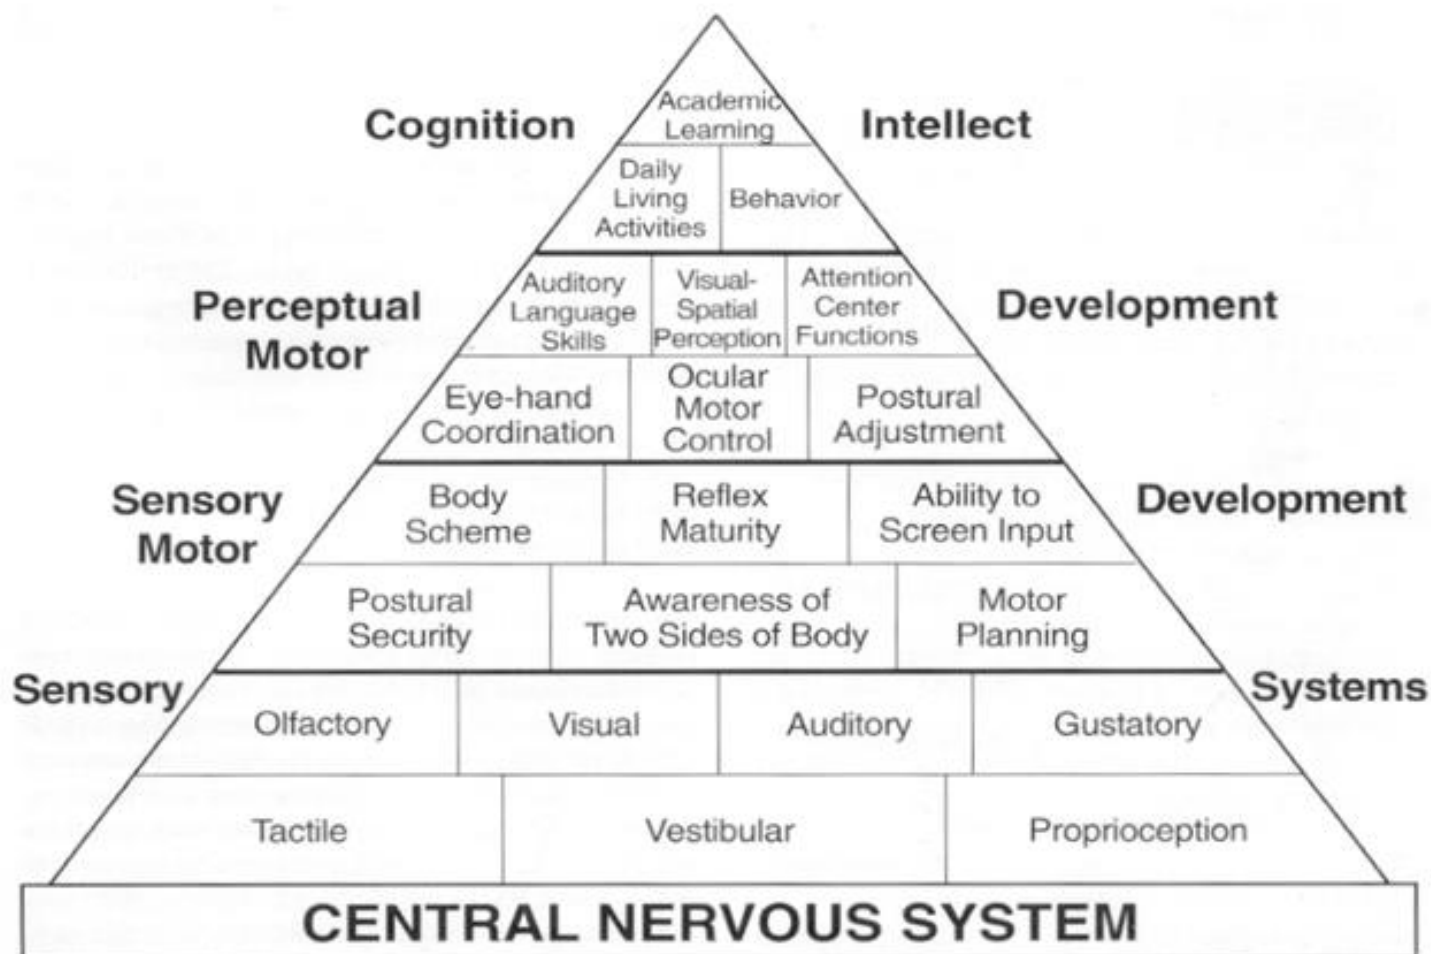 Academic
Learning
Cognition
Intellect
Daily
Living
Activities
Behavior
Auditory
Language
Skills
Visual-
Spatial
Perception
Attention
Center
Functions
Perceptual
Motor
Development
Eye-hand
Coordination
Ocular
Motor
Control
Postural
Adjustment
Sensory
Motor
Body
Scheme
Reflex
Maturity
Ability to
Screen Input
Development
Postural
Security
Awareness of
Two Sides of Body
Motor
Planning
Sensory
Systems
Olfactory
Visual
Auditory
Gustatory
Tactile
Vestibular
Proprioception
CENTRAL NERVOUS SYSTEM